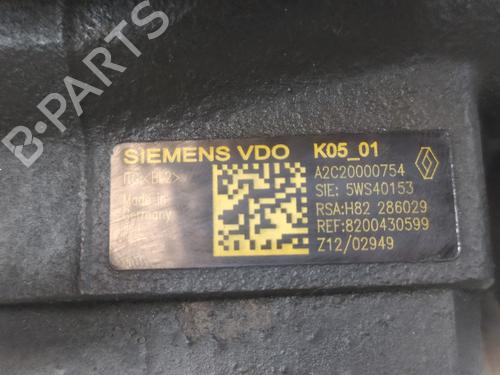 B-PARTS
SIEMENS VDO K05_01
A2C20000754
Made in
Germany
SIE: 5WS40153
RSA:H82 286029
REF:8200430599
Z12/02949